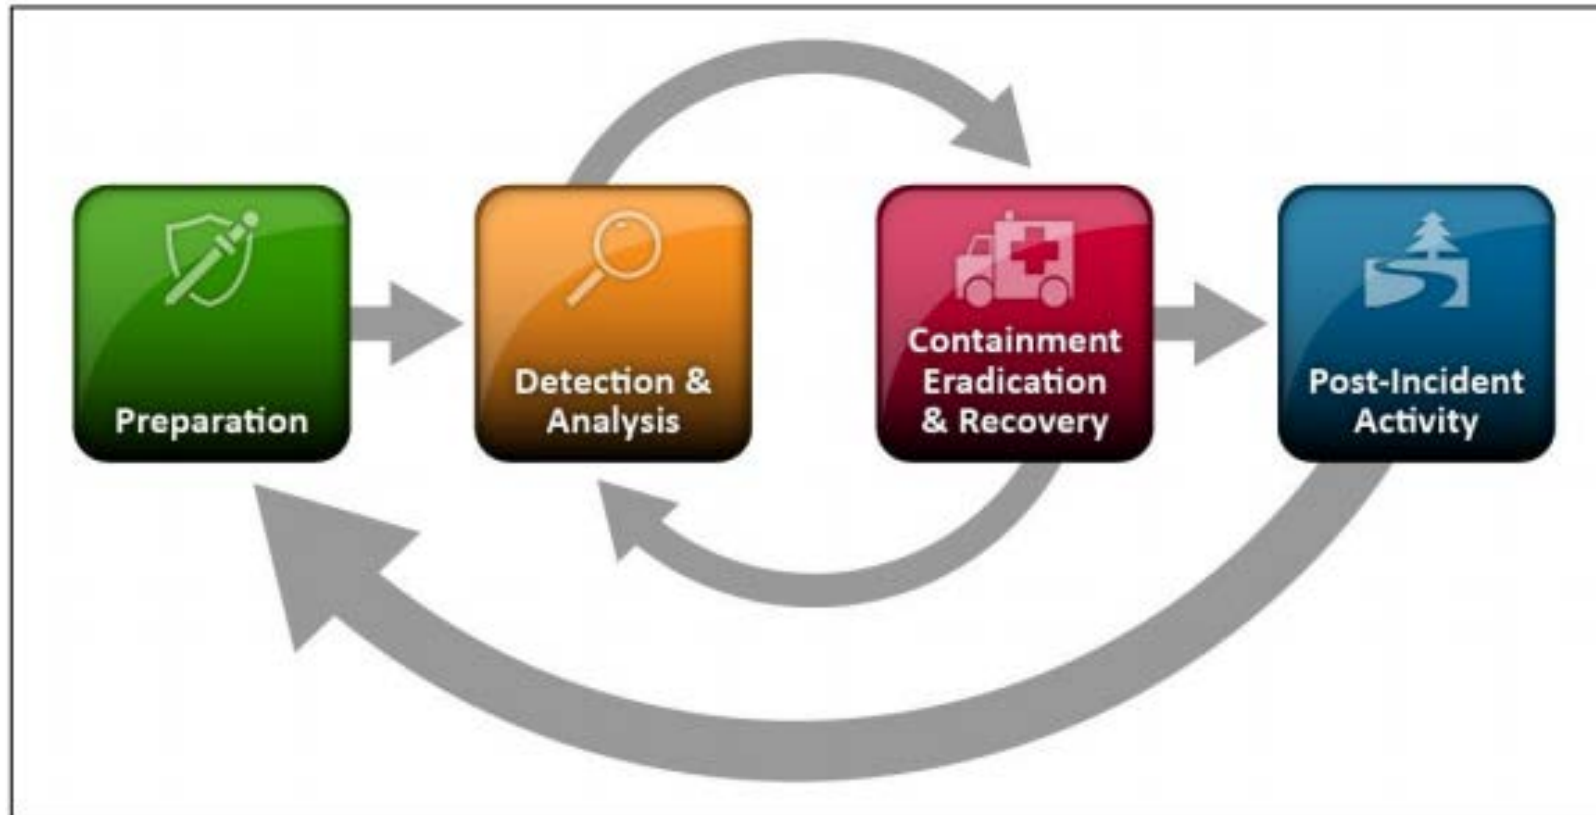 Preparation
Detection &
Analysis
Containment
Eradication
& Recovery
Post-Incident
Activity